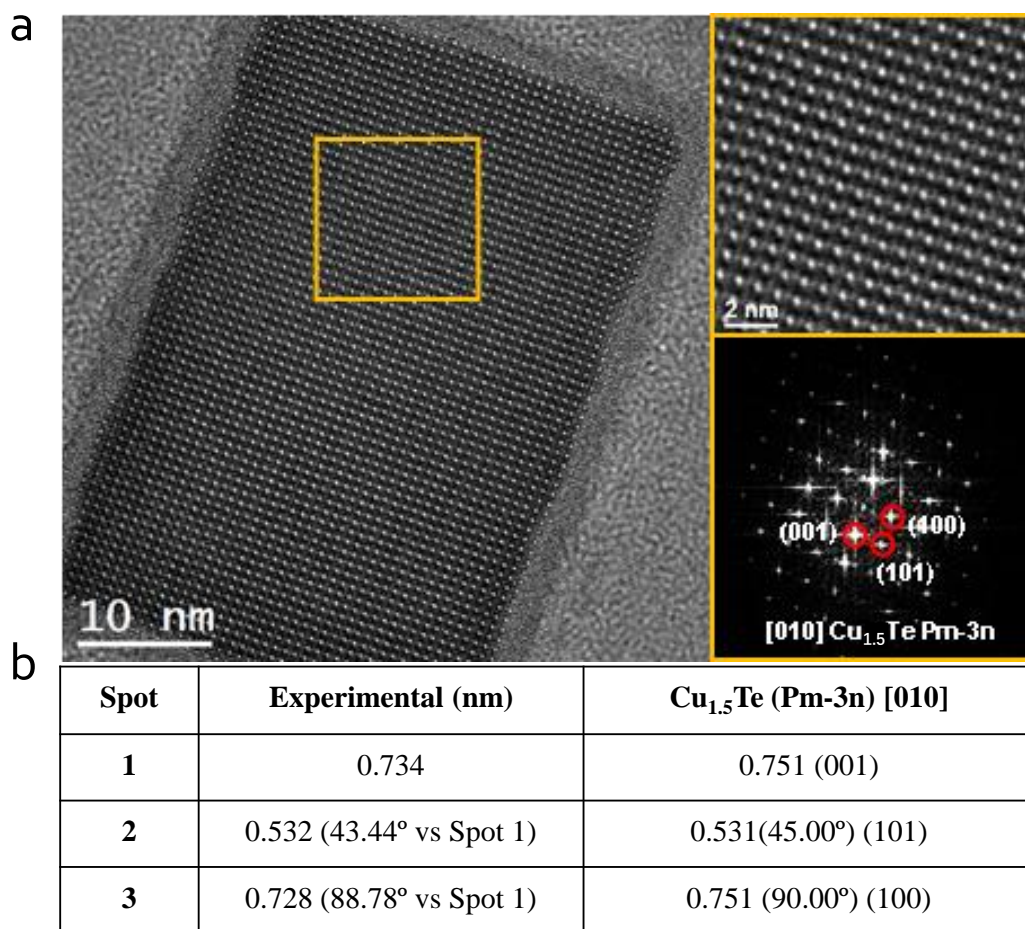 a
2 nm
(001)
(100)
(101)
10 nm
[010] Cu1.5Te Pm-3n
b
Spot Experimental (nm) Cu1.5Te (Pm-3n) [010]
1 0.734 0.751 (001)
2 0.532 (43.44º vs Spot 1) 0.531(45.00º) (101)
3 0.728 (88.78º vs Spot 1) 0.751 (90.00º) (100)